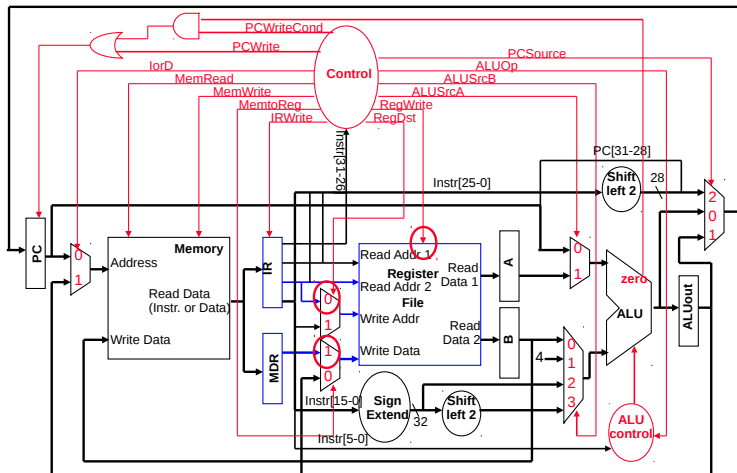 PCWriteCond
PCWrite
PCSource
IorD
ALUOp
MemRead
Control
ALUSrcB
MemWrite
ALUSrcA
MemtoReg
RegWrite
IRWrite
RegDst
Instr[31-26]
PC[31-28]
Instr[25-0]
Shift
left 2
28
2
0
1
PC
0
1
Memory
Address
Read Data
(Instr. or Data)
Write Data
IR
MDR
Read Addr 1
Register
Read Addr 2
File
Write Addr
Write Data
Read
Data 1
Read
Data 2
0
1
1
0
A
B
0
1
4
0
1
2
3
zero
ALU
ALUout
Instr[15-0]
Sign
Extend
32
Shift
left 2
Instr[5-0]
ALU
control